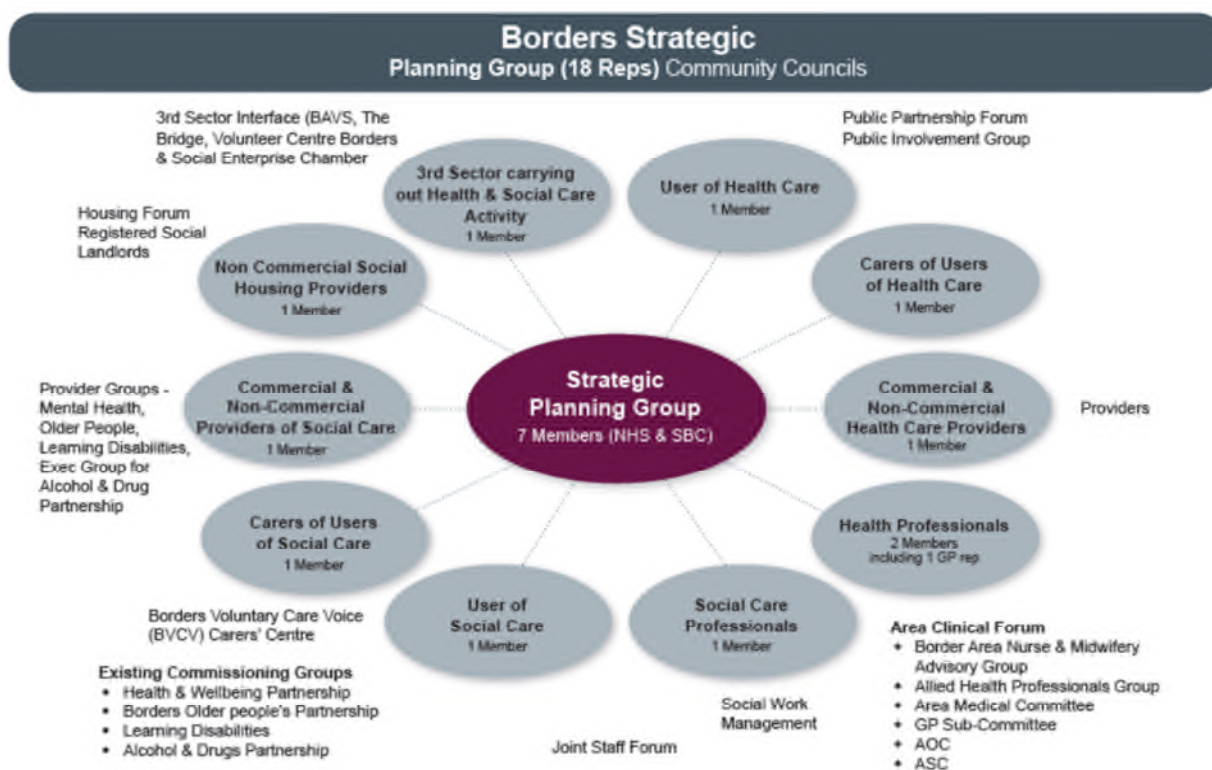 Borders Strategic
Planning Group (18 Reps) Community Councils
3rd Sector Interface (BAVS, The
Bridge, Volunteer Centre Borders
& Social Enterprise Chamber
Public Partnership Forum
Public Involvement Group
3rd Sector carrying
out Health & Social Care
Activity
1 Member
User of Health Care
1 Member
Housing Forum
Registered Social
Landlords
Non Commercial Social
Housing Providers
1 Member
Carers of Users
of Health Care
1 Member
Strategic
Planning Group
7 Members (NHS & SBC)
Provider Groups -
Mental Health,
Older People,
Learning Disabilities,
Exec Group for
Alcohol & Drug
Partnership
Commercial &
Non-Commercial
Providers of Social Care
1 Member
Commercial &
Non-Commercial
Health Care Providers
1 Member
Providers
Carers of Users
of Social Care
1 Member
Health Professionals
2 Members
including 1 GP rep
User of
Social Care
1 Member
Social Care
Professionals
1 Member
Borders Voluntary Care Voice
(BVCV) Carers' Centre
Existing Commissioning Groups
• Health & Wellbeing Partnership
• Borders Older people's Partnership
• Learning Disabilities
• Alcohol & Drugs Partnership
Joint Staff Forum
Social Work
Management
Area Clinical Forum
✦ Border Area Nurse & Midwifery
Advisory Group
✦ Allied Health Professionals Group
✦ Area Medical Committee
✦ GP Sub-Committee
✦ AOC
✦ ASC